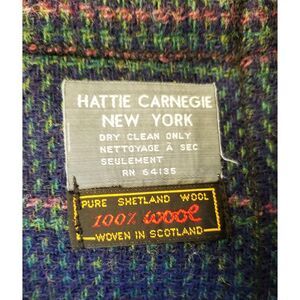 HATTIE CARNEGIE
NEW YORK
DRY CLEAN ONLY
NETTOYAGE À SEC
SEULEMENT
RN 64135
PURE SHETLAND WOOL
100% wool
WOVEN IN SCOTLAND